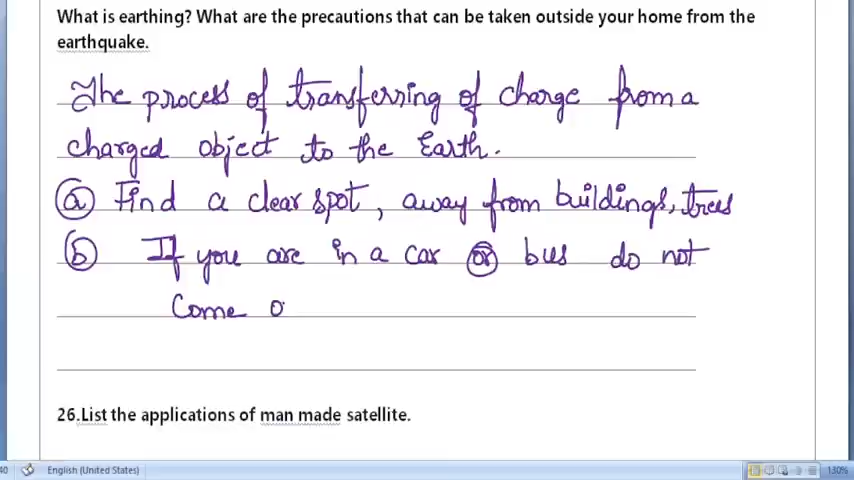 What is earthing? What are the precautions that can be taken outside your home from the
earthquake.
The process of transferring of charge from a
charged object to the Earth.
(a) Find a clear spot, away from buildings, trees
(b) If you are in a car or bus do not
Come o
26.List the applications of man made satellite.
40 English (United States) 130%